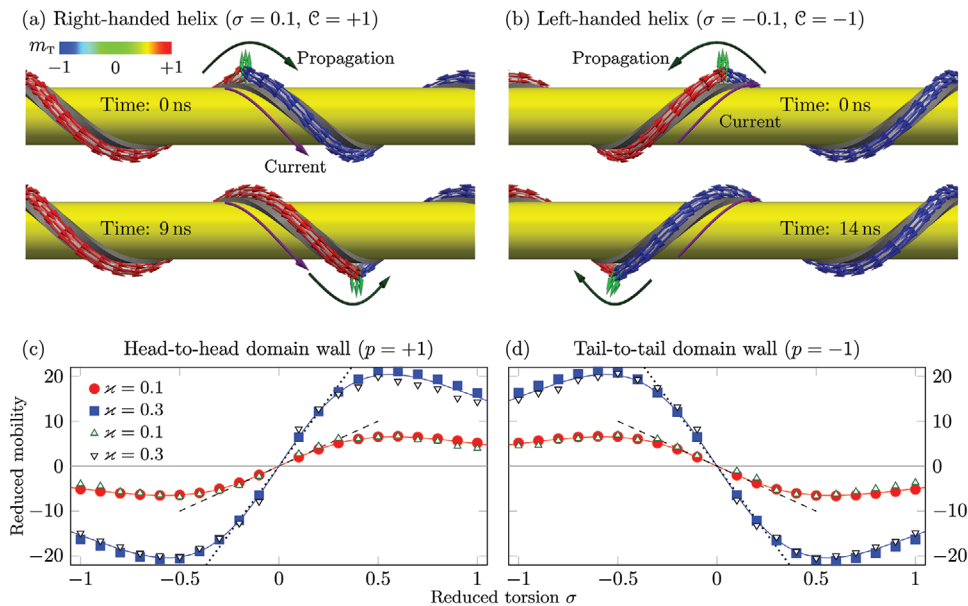 (a) Right-handed helix (σ = 0.1, ℭ = +1)
m_T
−1 0 +1
Propagation
Time: 0 ns
Current
Time: 9 ns
(b) Left-handed helix (σ = −0.1, ℭ = −1)
Propagation
Time: 0 ns
Current
Time: 14 ns
(c) Head-to-head domain wall (p = +1)
Reduced mobility
20
10
0
−10
−20
ϰ = 0.1
ϰ = 0.3
ϰ = 0.1
ϰ = 0.3
−1 −0.5 0 0.5 1
(d) Tail-to-tail domain wall (p = −1)
20
10
0
−10
−20
−1 −0.5 0 0.5 1
Reduced torsion σ